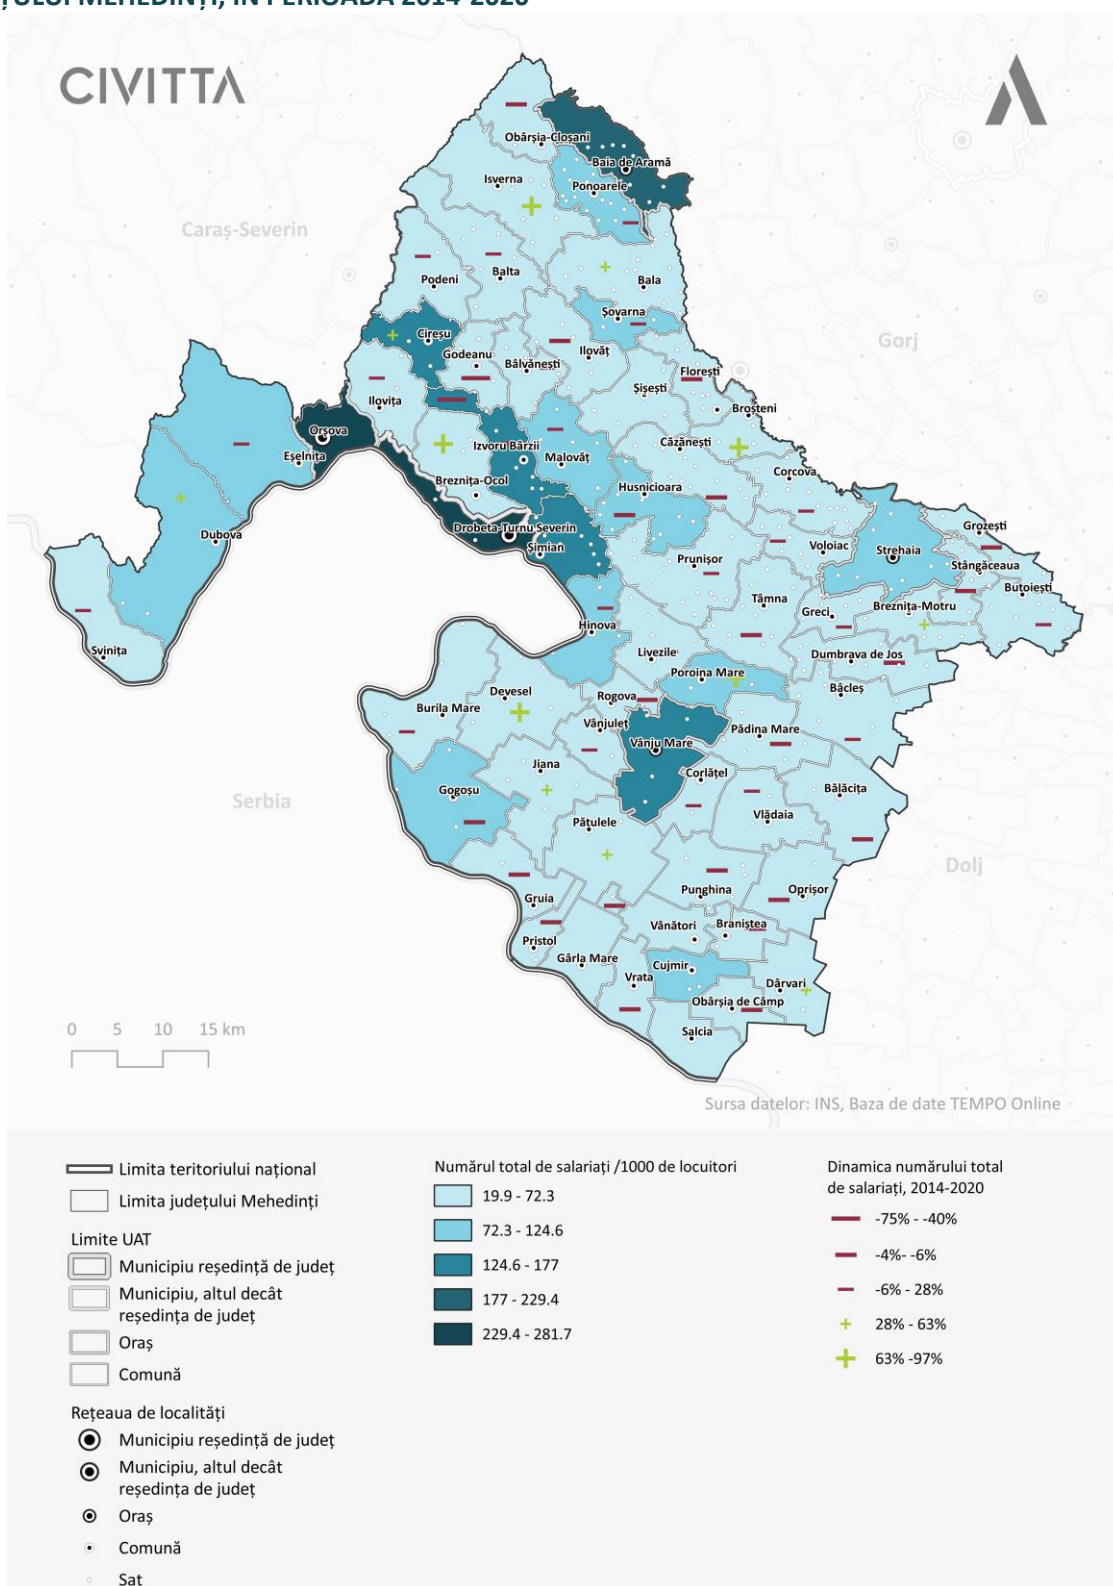 ȚULUI MEHEDINȚI, ÎN PERIOADA 2014-2020
CIVITTA
Obârșia-Cloșani
Baia de Aramă
Isverna
Ponoarele
Caraș-Severin
Podeni
Balta
Bala
Șovarna
Cireșu
Godeanu
Bâlvănești
Ilovăț
Gorj
Florești
Șișești
Ilovița
Broșteni
Orșova
Izvoru Bârzii
Căzănești
Eșelnița
Malovăț
Corcova
Breznița-Ocol
Husnicioara
Grozești
Drobeta-Turnu Severin
Dubova
Șimian
Voloiac
Strehaia
Prunișor
Stângăceaua
Butoiești
Tâmna
Greci
Breznița-Motru
Hinova
Svinița
Livezile
Dumbrava de Jos
Poroina Mare
Devesel
Rogova
Bâcleș
Burila Mare
Vânjuleț
Pădina Mare
Vânju Mare
Jiana
Corlățel
Gogoșu
Bălăcița
Serbia
Vlădaia
Pătulele
Dolj
Punghina
Oprișor
Gruia
Vânători
Braniștea
Pristol
Gârla Mare
Cujmir
Vrata
Dârvari
Obârșia de Câmp
Salcia
0 5 10 15 km
Sursa datelor: INS, Baza de date TEMPO Online
Limita teritoriului național
Limita județului Mehedinți
Limite UAT
Municipiu reședință de județ
Municipiu, altul decât
reședința de județ
Oraș
Comună
Rețeaua de localități
Municipiu reședință de județ
Municipiu, altul decât
reședința de județ
Oraș
Comună
Sat
Numărul total de salariați /1000 de locuitori
19.9 - 72.3
72.3 - 124.6
124.6 - 177
177 - 229.4
229.4 - 281.7
Dinamica numărului total
de salariați, 2014-2020
-75% - -40%
-4%- -6%
-6% - 28%
28% - 63%
63% -97%